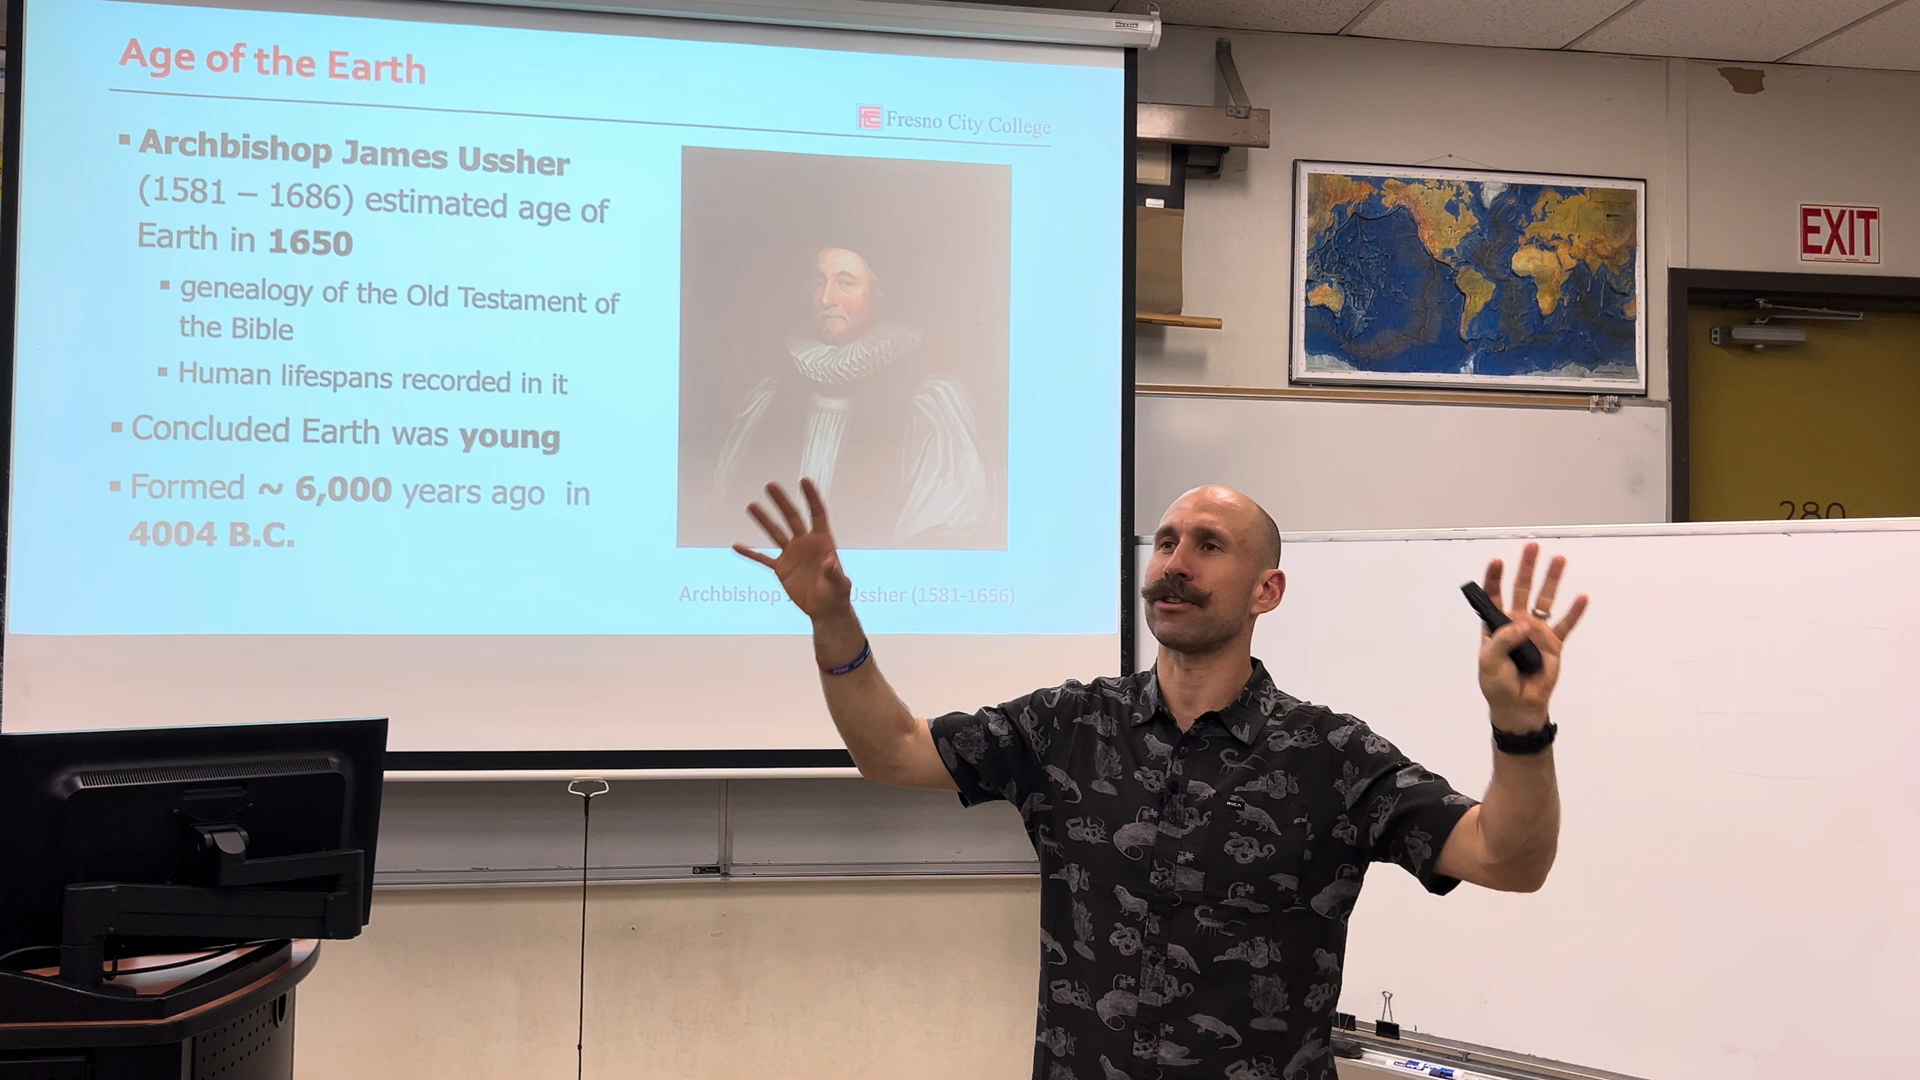 Age of the Earth
Fresno City College
▪ Archbishop James Ussher
(1581 – 1686) estimated age of
Earth in 1650
▪ genealogy of the Old Testament of
the Bible
▪ Human lifespans recorded in it
▪ Concluded Earth was young
▪ Formed ~ 6,000 years ago in
4004 B.C.
Archbishop Ussher (1581-1656)
EXIT
280
RVCA